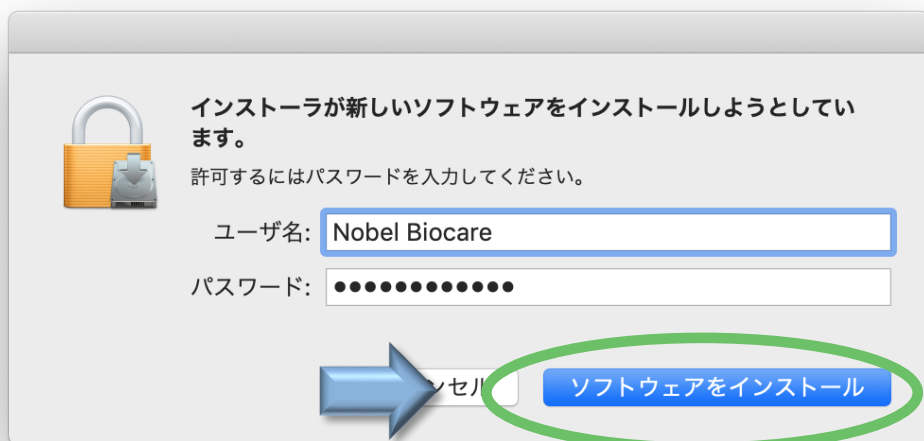 インストーラが新しいソフトウェアをインストールしようとしてい
ます。
許可するにはパスワードを入力してください。
ユーザ名: Nobel Biocare
パスワード: ●●●●●●●●●●●●
ソフトウェアをインストール